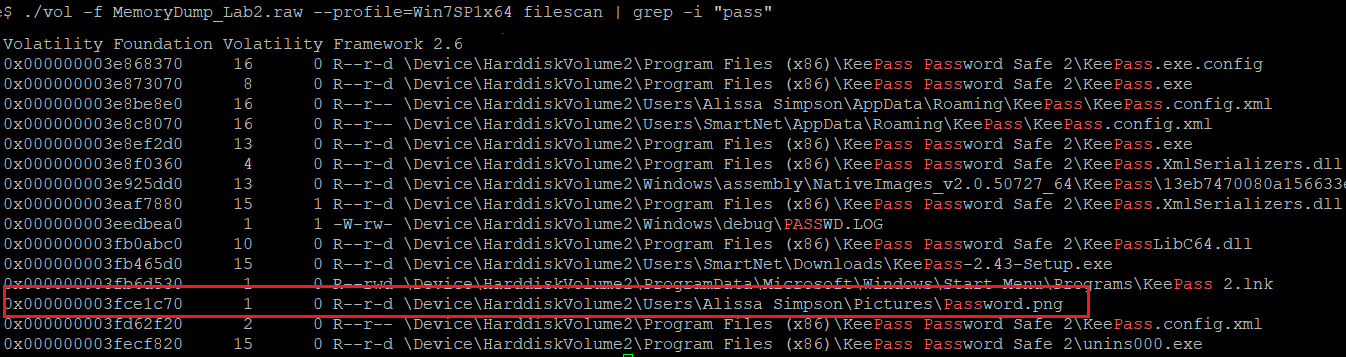 e$ ./vol -f MemoryDump_Lab2.raw --profile=Win7SP1x64 filescan | grep -i "pass"
Volatility Foundation Volatility Framework 2.6
0x000000003e868370 16 0 R--r-d \Device\HarddiskVolume2\Program Files (x86)\KeePass Password Safe 2\KeePass.exe.config
0x000000003e873070 8 0 R--r-d \Device\HarddiskVolume2\Program Files (x86)\KeePass Password Safe 2\KeePass.exe
0x000000003e8be8e0 16 0 R--r-- \Device\HarddiskVolume2\Users\Alissa Simpson\AppData\Roaming\KeePass\KeePass.config.xml
0x000000003e8c8070 16 0 R--r-- \Device\HarddiskVolume2\Users\SmartNet\AppData\Roaming\KeePass\KeePass.config.xml
0x000000003e8ef2d0 13 0 R--r-d \Device\HarddiskVolume2\Program Files (x86)\KeePass Password Safe 2\KeePass.exe
0x000000003e8f0360 4 0 R--r-d \Device\HarddiskVolume2\Program Files (x86)\KeePass Password Safe 2\KeePass.XmlSerializers.dll
0x000000003e925dd0 13 0 R--r-d \Device\HarddiskVolume2\Windows\assembly\NativeImages_v2.0.50727_64\KeePass\13eb7470080a156633e
0x000000003eaf7880 15 1 R--r-d \Device\HarddiskVolume2\Program Files (x86)\KeePass Password Safe 2\KeePass.XmlSerializers.dll
0x000000003eedbea0 1 1 -W-rw- \Device\HarddiskVolume2\Windows\debug\PASSWD.LOG
0x000000003fb0abc0 10 0 R--r-d \Device\HarddiskVolume2\Program Files (x86)\KeePass Password Safe 2\KeePassLibC64.dll
0x000000003fb465d0 15 0 R--r-d \Device\HarddiskVolume2\Users\SmartNet\Downloads\KeePass-2.43-Setup.exe
0x000000003fb6d530 1 0 R--rwd \Device\HarddiskVolume2\ProgramData\Microsoft\Windows\Start Menu\Programs\KeePass 2.lnk
0x000000003fce1c70 1 0 R--r-d \Device\HarddiskVolume2\Users\Alissa Simpson\Pictures\Password.png
0x000000003fd62f20 2 0 R--r-- \Device\HarddiskVolume2\Program Files (x86)\KeePass Password Safe 2\KeePass.config.xml
0x000000003fecf820 15 0 R--r-d \Device\HarddiskVolume2\Program Files (x86)\KeePass Password Safe 2\unins000.exe